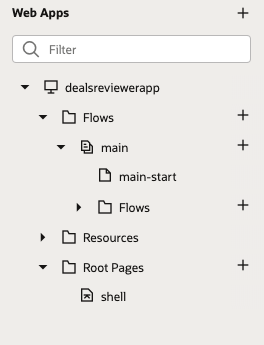 Web Apps
Filter
dealsreviewerapp
Flows
main
main-start
Flows
Resources
Root Pages
shell